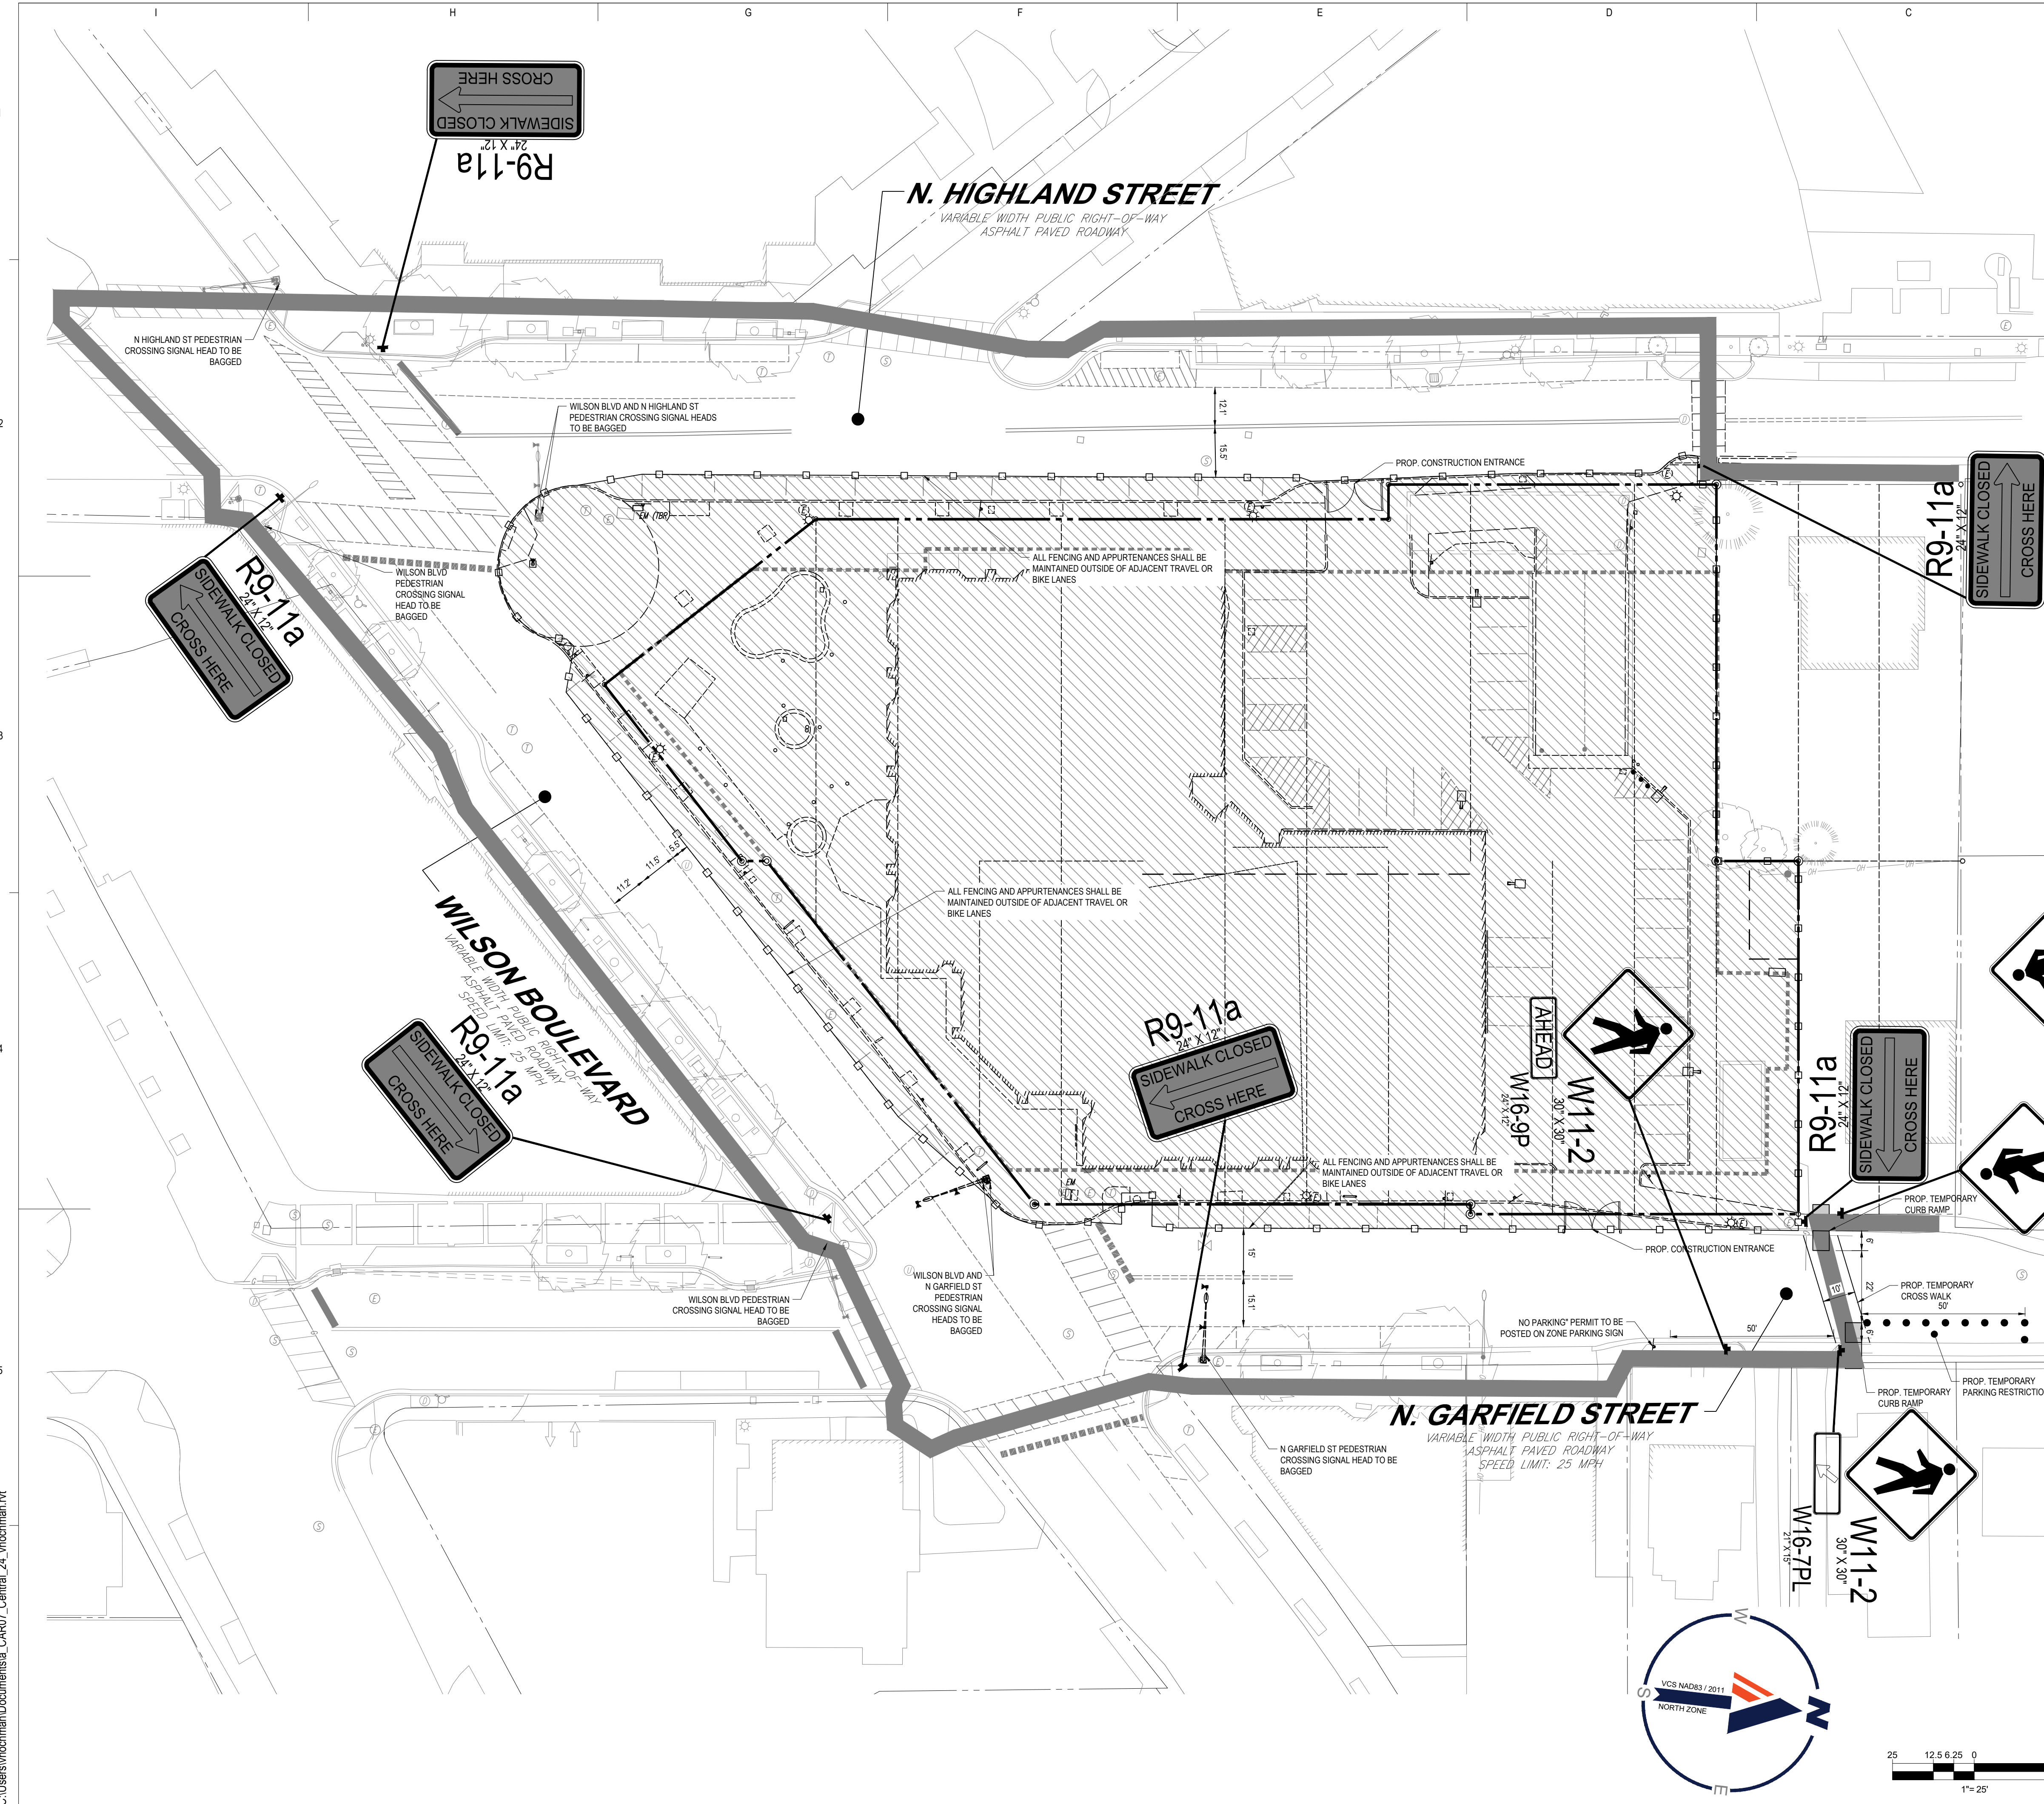 I
H
G
F
E
D
C
2
3
4
5
CROSS HERE
SIDEWALK CLOSED
24" X 12"
R9-11a
N. HIGHLAND STREET
VARIABLE WIDTH PUBLIC RIGHT-OF-WAY
ASPHALT PAVED ROADWAY
N HIGHLAND ST PEDESTRIAN
CROSSING SIGNAL HEAD TO BE
BAGGED
WILSON BLVD AND N HIGHLAND ST
PEDESTRIAN CROSSING SIGNAL HEADS
TO BE BAGGED
12.1'
15.5'
PROP. CONSTRUCTION ENTRANCE
R9-11a
24" X 12"
SIDEWALK CLOSED
CROSS HERE
EM (TBR)
ALL FENCING AND APPURTENANCES SHALL BE
MAINTAINED OUTSIDE OF ADJACENT TRAVEL OR
BIKE LANES
WILSON BLVD
PEDESTRIAN
CROSSING SIGNAL
HEAD TO BE
BAGGED
R9-11a
24" X 12"
SIDEWALK CLOSED
CROSS HERE
11.2'
11.5'
5.5'
OH
OH
OH
ALL FENCING AND APPURTENANCES SHALL BE
MAINTAINED OUTSIDE OF ADJACENT TRAVEL OR
BIKE LANES
WILSON BOULEVARD
VARIABLE WIDTH PUBLIC RIGHT-OF-WAY
ASPHALT PAVED ROADWAY
SPEED LIMIT: 25 MPH
R9-11a
24" X 12"
SIDEWALK CLOSED
CROSS HERE
R9-11a
24" X 12"
SIDEWALK CLOSED
CROSS HERE
AHEAD
W16-9P
24" X 12"
W11-2
30" X 30"
R9-11a
24" X 12"
SIDEWALK CLOSED
CROSS HERE
ALL FENCING AND APPURTENANCES SHALL BE
MAINTAINED OUTSIDE OF ADJACENT TRAVEL OR
BIKE LANES
EM
PROP. TEMPORARY
CURB RAMP
PROP. CONSTRUCTION ENTRANCE
15'
15.1'
6'
22'
10'
6'
PROP. TEMPORARY
CROSS WALK
50'
WILSON BLVD AND
N GARFIELD ST
PEDESTRIAN
CROSSING SIGNAL
HEADS TO BE
BAGGED
WILSON BLVD PEDESTRIAN
CROSSING SIGNAL HEAD TO BE
BAGGED
NO PARKING" PERMIT TO BE
POSTED ON ZONE PARKING SIGN
50'
PROP. TEMPORARY
CURB RAMP
PROP. TEMPORARY
PARKING RESTRICTIO
N. GARFIELD STREET
VARIABLE WIDTH PUBLIC RIGHT-OF-WAY
ASPHALT PAVED ROADWAY
SPEED LIMIT: 25 MPH
N GARFIELD ST PEDESTRIAN
CROSSING SIGNAL HEAD TO BE
BAGGED
W16-7PL
21" X 15"
W11-2
30" X 30"
W
S
N
E
VCS NAD83 / 2011
NORTH ZONE
25
12.5
6.25
0
1"= 25'